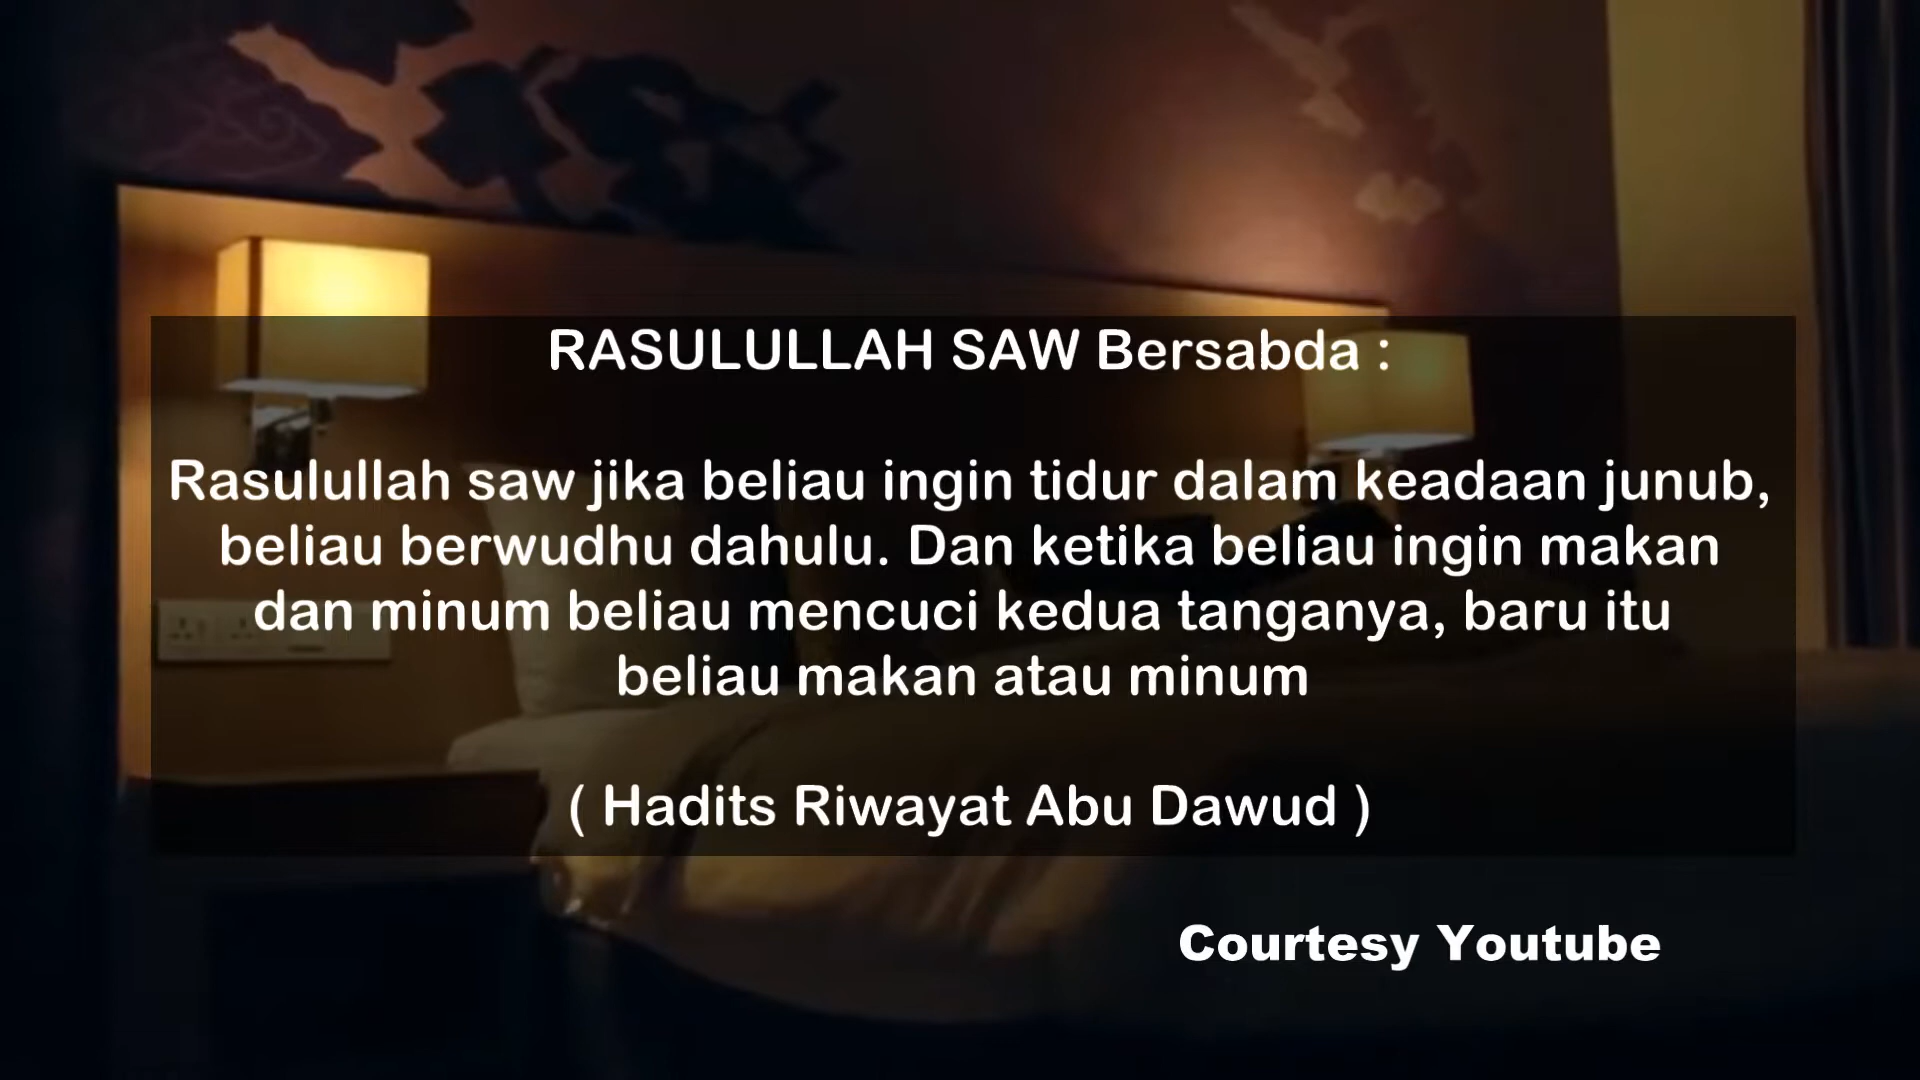 RASULULLAH SAW Bersabda :
Rasulullah saw jika beliau ingin tidur dalam keadaan junub,
beliau berwudhu dahulu. Dan ketika beliau ingin makan
dan minum beliau mencuci kedua tanganya, baru itu
beliau makan atau minum
( Hadits Riwayat Abu Dawud )
Courtesy Youtube